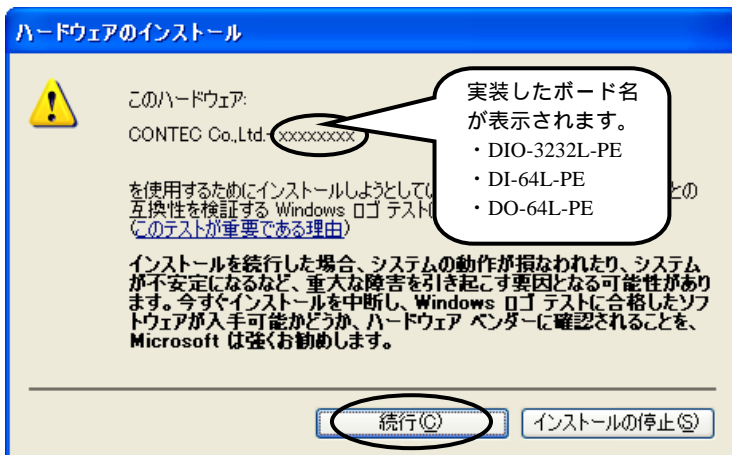 ハードウェアのインストール
このハードウェア:
CONTEC Co.,Ltd.-xxxxxxxx
実装したボード名
が表示されます。
・DIO-3232L-PE
・DI-64L-PE
・DO-64L-PE
を使用するためにインストールしようとしてい
との
互換性を検証する Windows ロゴ テスト
(このテストが重要である理由)
インストールを続行した場合、システムの動作が損なわれたり、システム
が不安定になるなど、重大な障害を引き起こす要因となる可能性があり
ます。今すぐインストールを中断し、Windows ロゴ テストに合格したソフ
トウェアが入手可能かどうか、ハードウェア ベンダーに確認されることを、
Microsoft は強くお勧めします。
続行(C)
インストールの停止(S)